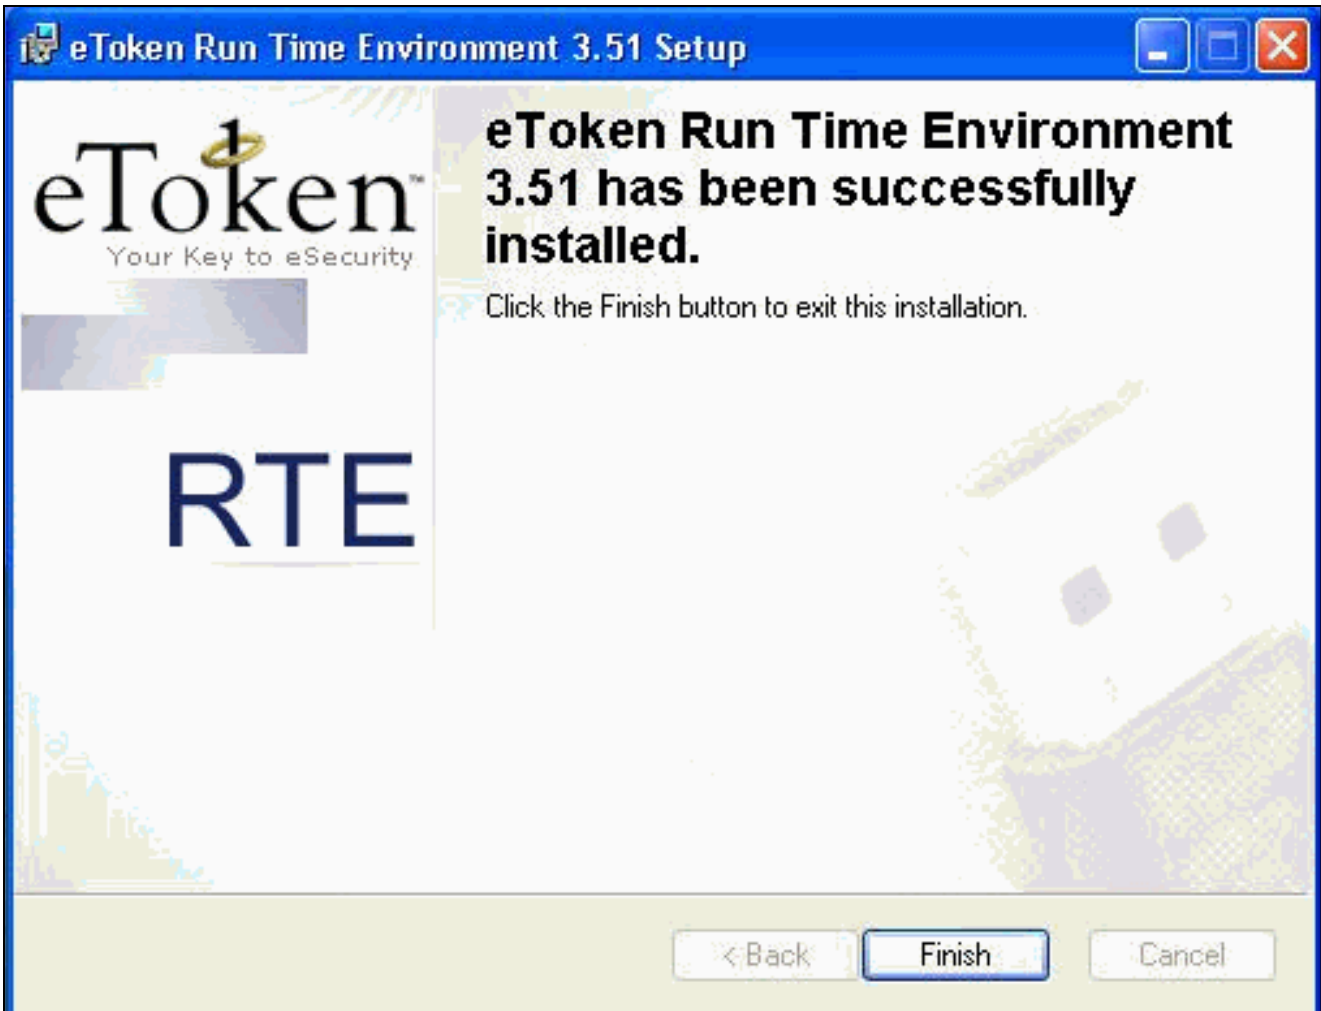 eToken Run Time Environment 3.51 Setup
eToken™
Your Key to eSecurity
RTE
eToken Run Time Environment
3.51 has been successfully
installed.
Click the Finish button to exit this installation.
< Back
Finish
Cancel